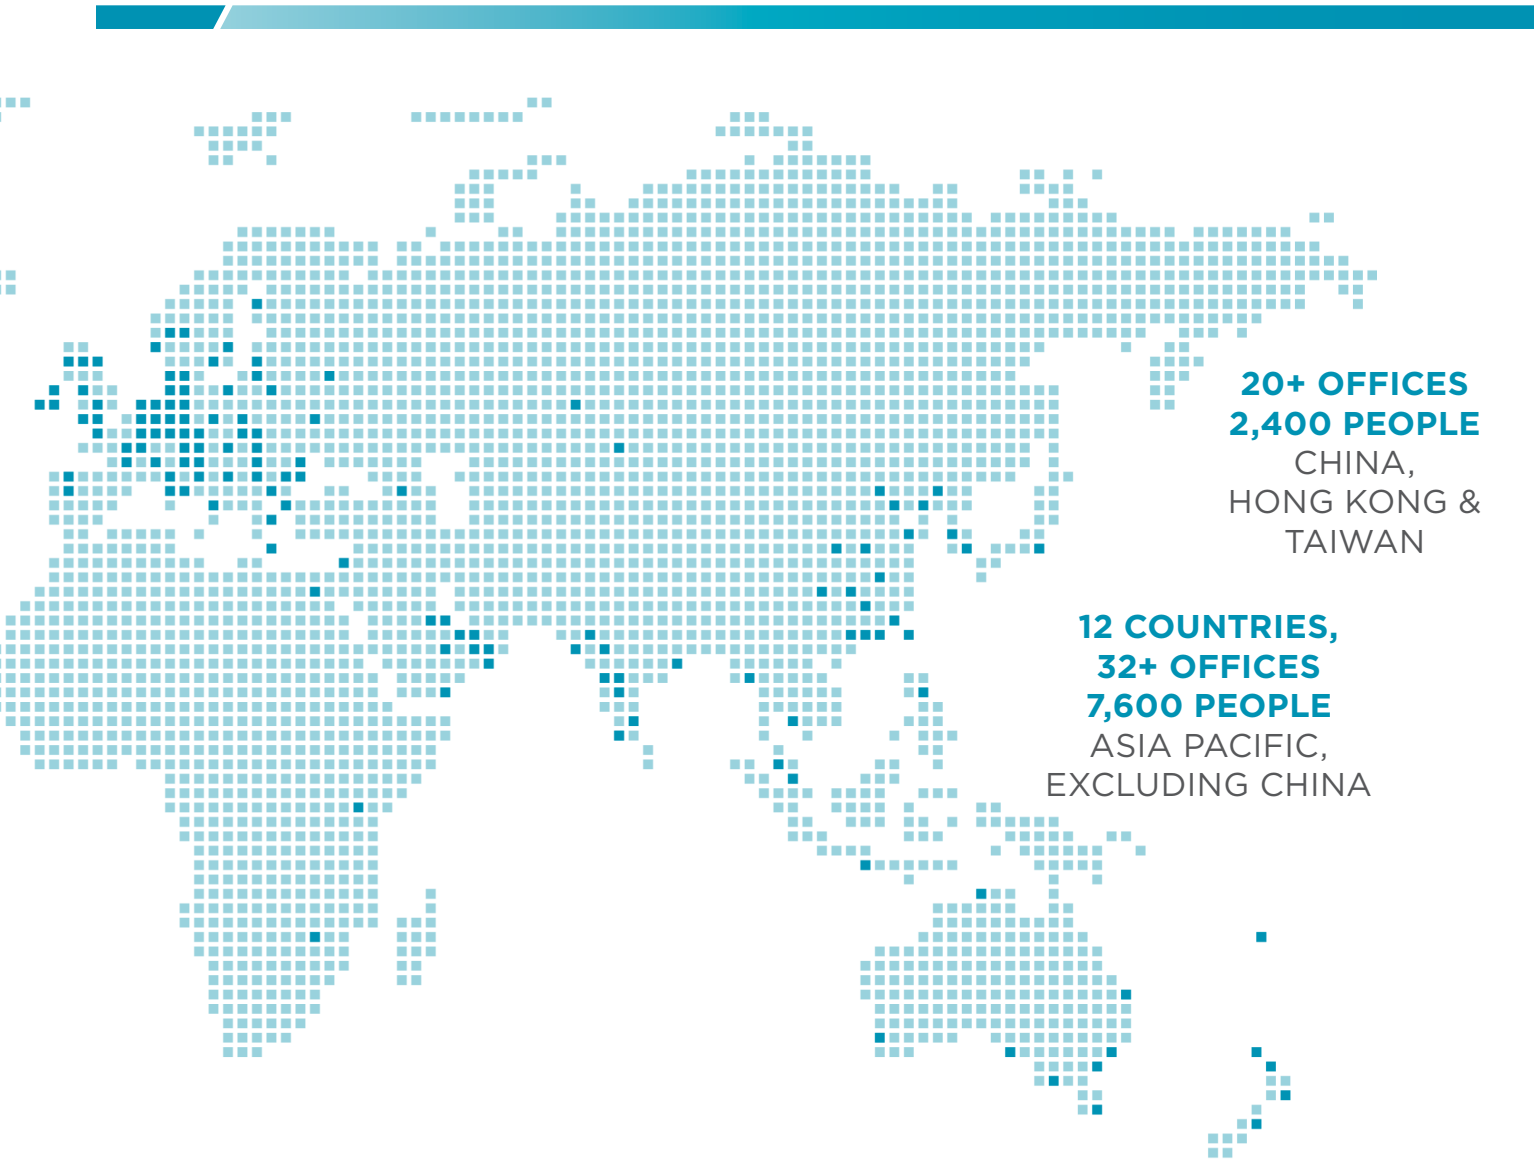 20+ OFFICES
2,400 PEOPLE
CHINA,
HONG KONG &
TAIWAN
12 COUNTRIES,
32+ OFFICES
7,600 PEOPLE
ASIA PACIFIC,
EXCLUDING CHINA